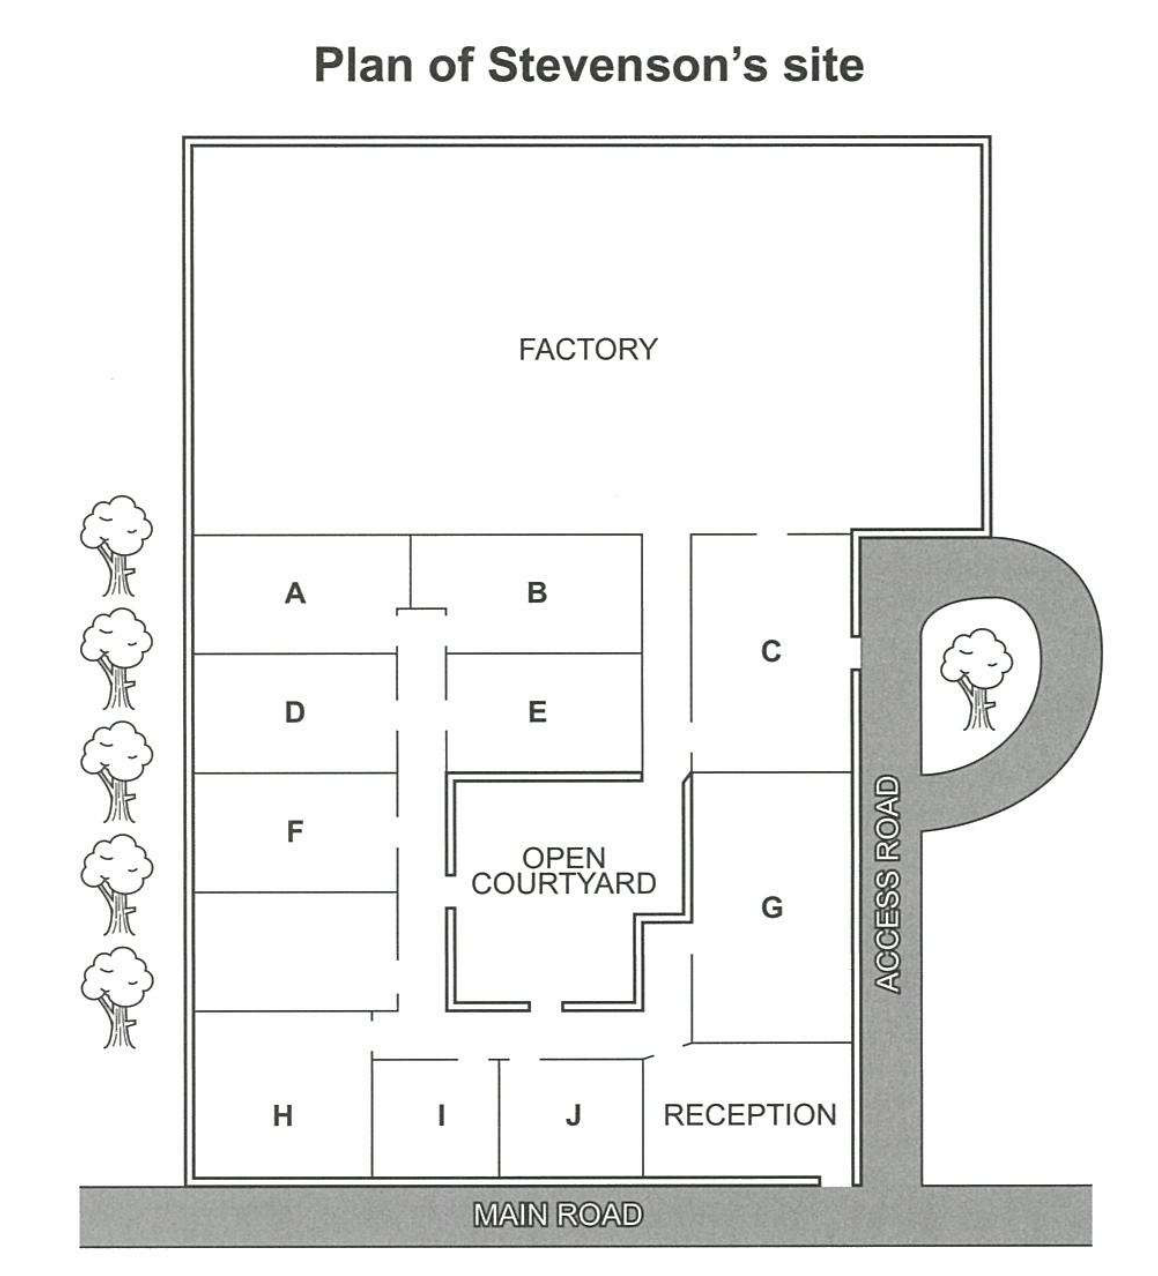 Plan of Stevenson's site
FACTORY
A
B
C
D
E
F
OPEN
COURTYARD
G
ACCESS ROAD
H
I
J
RECEPTION
MAIN ROAD